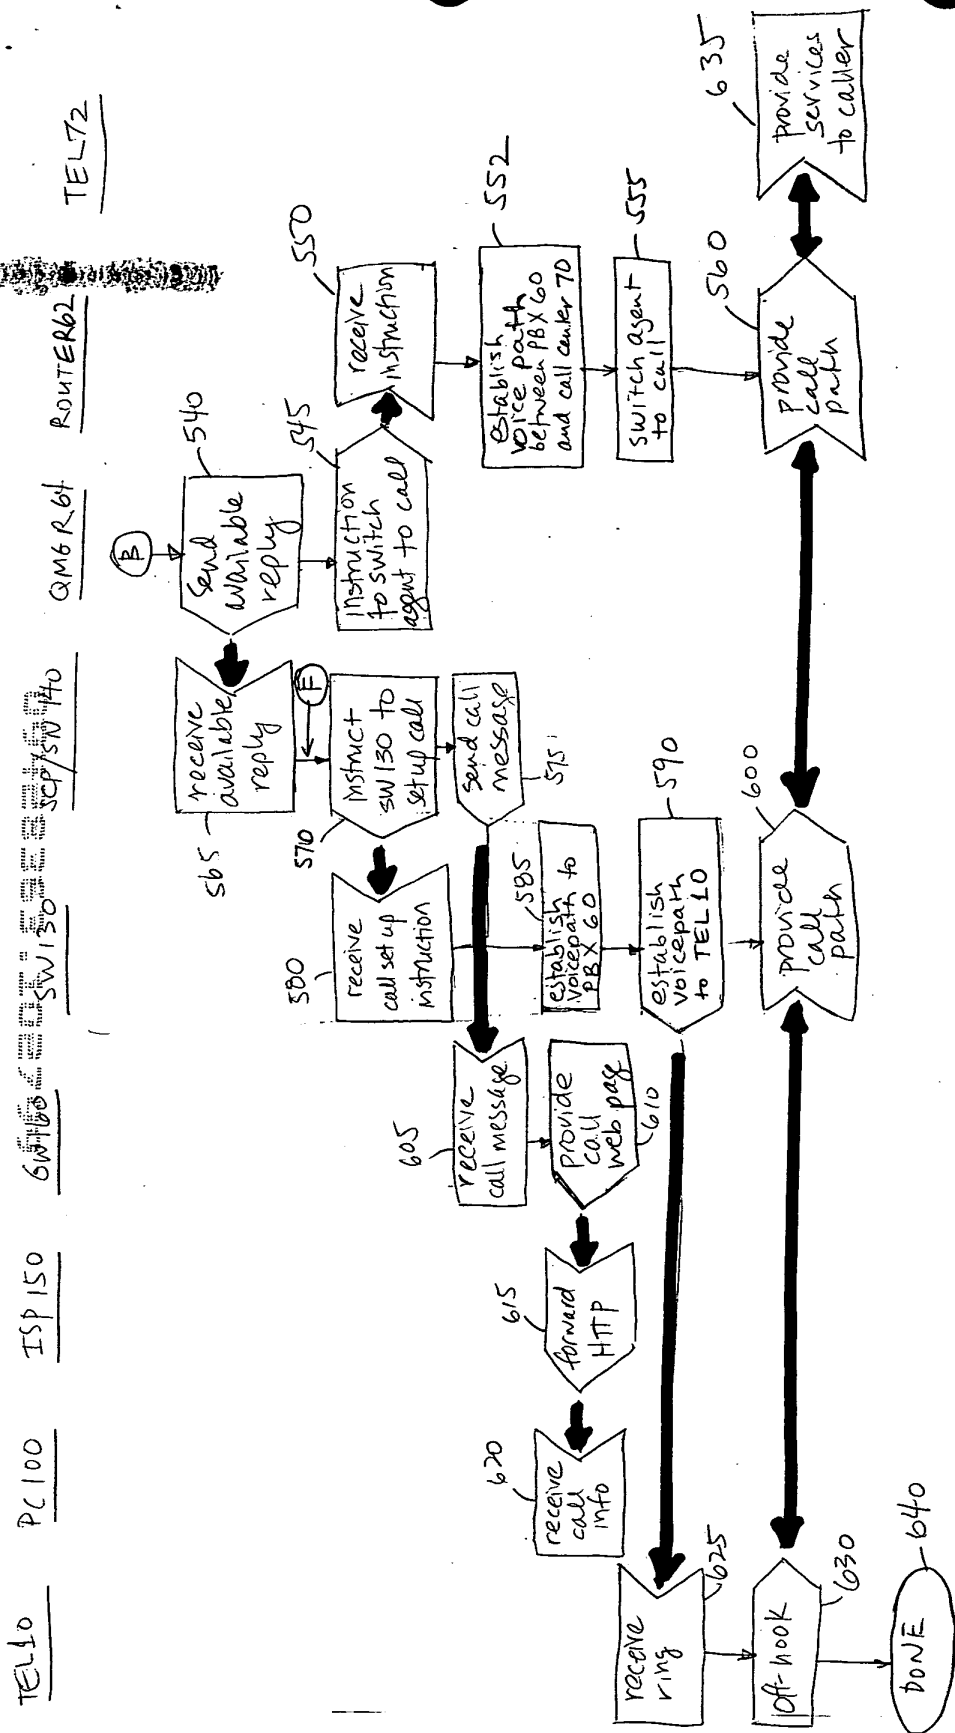 TEL10
PC100
ISP150
GW160
SW130
SCP/SN 140
QMGR64
ROUTER62
TEL72
B
540
Send
available
reply
565
receive
available
reply
F
545
instruction
to switch
agent to call
550
receive
instruction
570
instruct
SW130 to
setup call
580
receive
call set up
instruction
575
send call
message
552
establish
voice path
between PBX60
and call center 70
605
receive
call message
585
establish
voicepath to
PBX60
555
switch agent
to call
610
provide
call
web page
615
forward
HTTP
620
receive
call
info
590
establish
voicepath
to TEL10
625
receive
ring
560
provide
call
path
600
provide
call
path
635
provide
services
to caller
630
off-hook
DONE
640